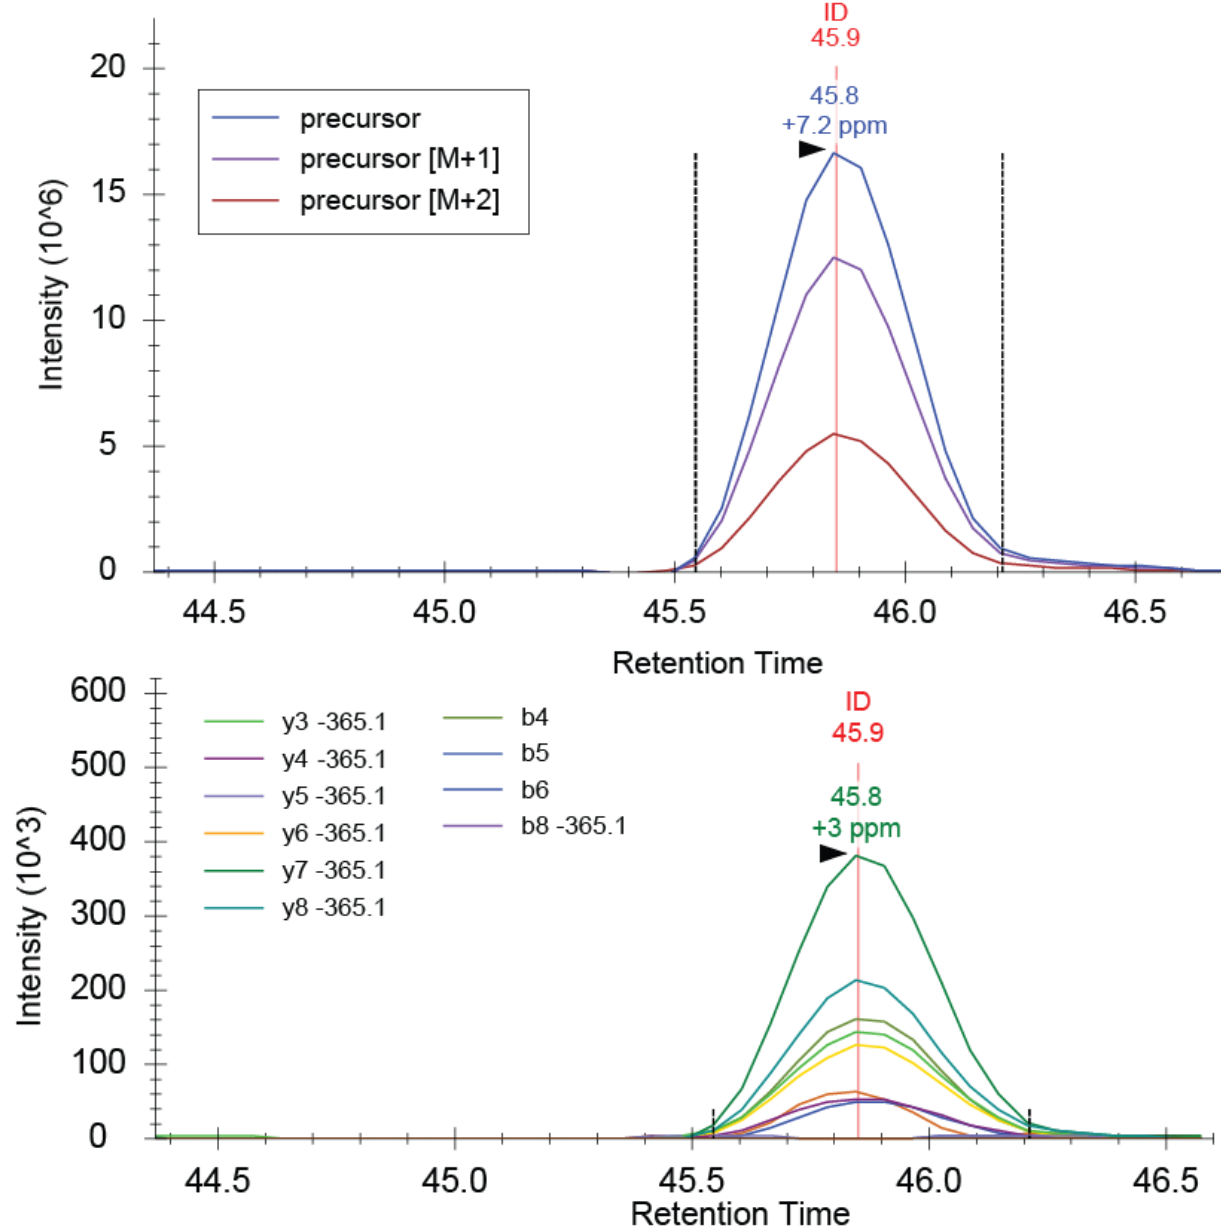 ID
45.9
45.8
+7.2 ppm
precursor
precursor [M+1]
precursor [M+2]
Intensity (10^6)
20
15
10
5
0
44.5 45.0 45.5 46.0 46.5
Retention Time
600
500
400
300
200
100
0
Intensity (10^3)
y3 -365.1
y4 -365.1
y5 -365.1
y6 -365.1
y7 -365.1
y8 -365.1
b4
b5
b6
b8 -365.1
ID
45.9
45.8
+3 ppm
44.5 45.0 45.5 46.0 46.5
Retention Time